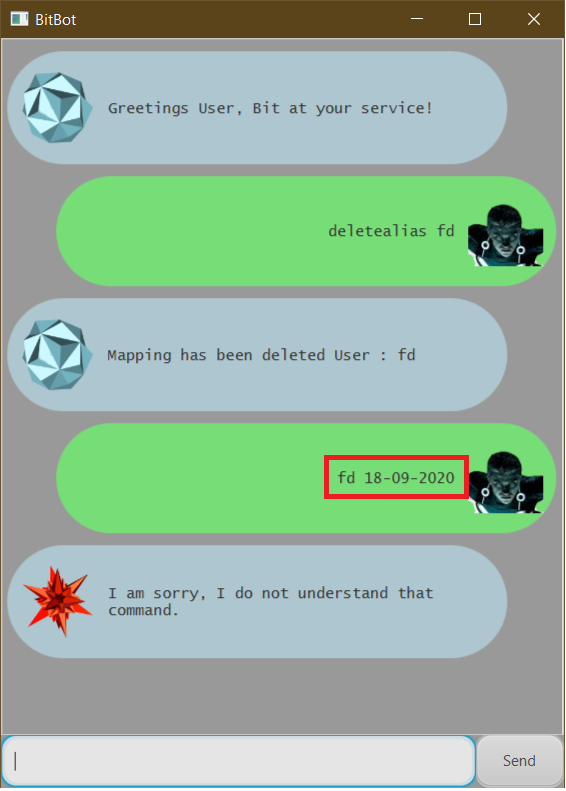 BitBot
Greetings User, Bit at your service!
deletealias fd
Mapping has been deleted User : fd
fd 18-09-2020
I am sorry, I do not understand that
command.
Send